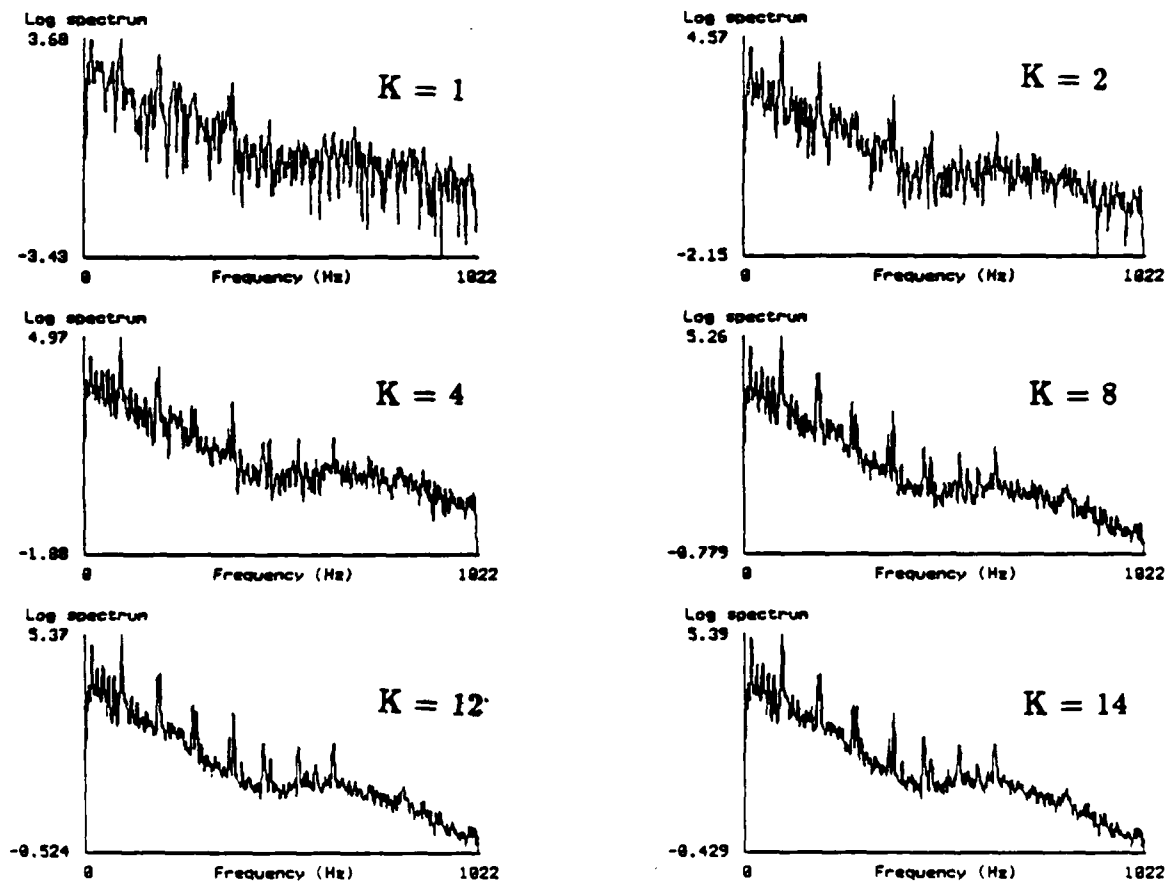 Log spectrum
3.68
K = 1
-3.43
0 Frequency (Hz) 1022
Log spectrum
4.57
K = 2
-2.15
0 Frequency (Hz) 1022
Log spectrum
4.97
K = 4
-1.08
0 Frequency (Hz) 1022
Log spectrum
5.26
K = 8
-0.779
0 Frequency (Hz) 1022
Log spectrum
5.37
K = 12
-0.524
0 Frequency (Hz) 1022
Log spectrum
5.39
K = 14
-0.429
0 Frequency (Hz) 1022